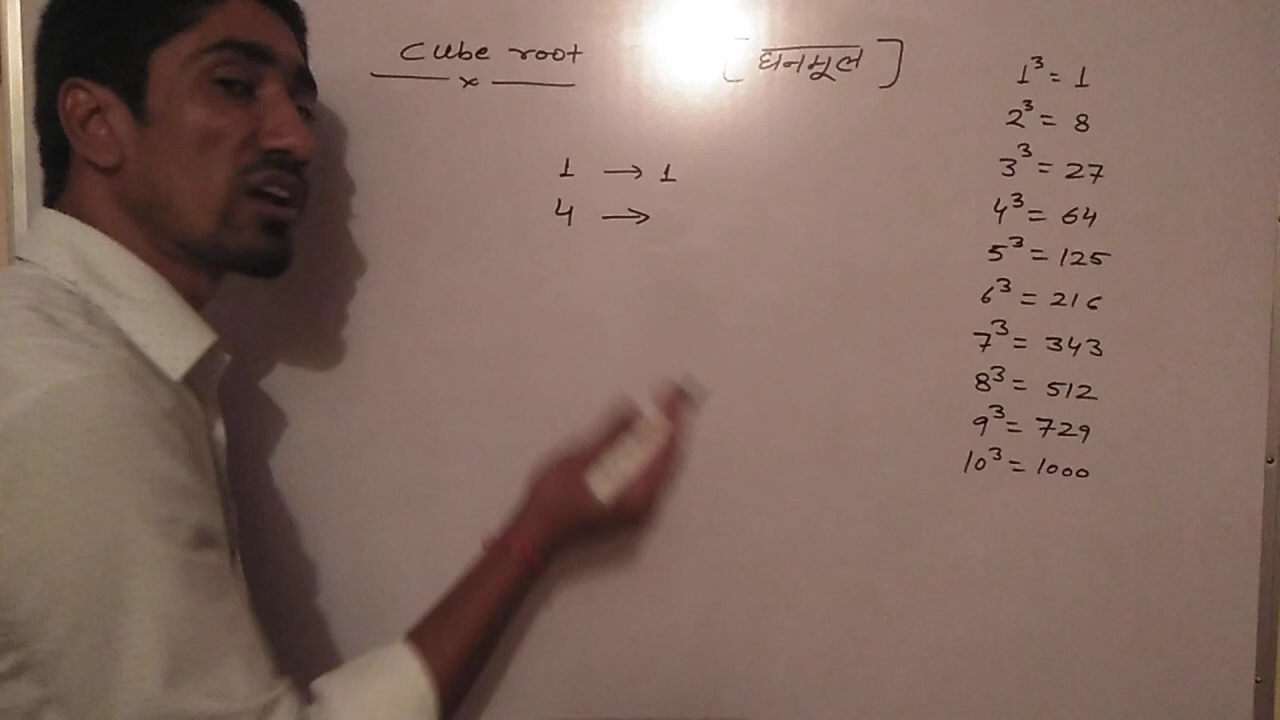 Cube root [घनमूल]
1 → 1
4 →
1³ = 1
2³ = 8
3³ = 27
4³ = 64
5³ = 125
6³ = 216
7³ = 343
8³ = 512
9³ = 729
10³ = 1000